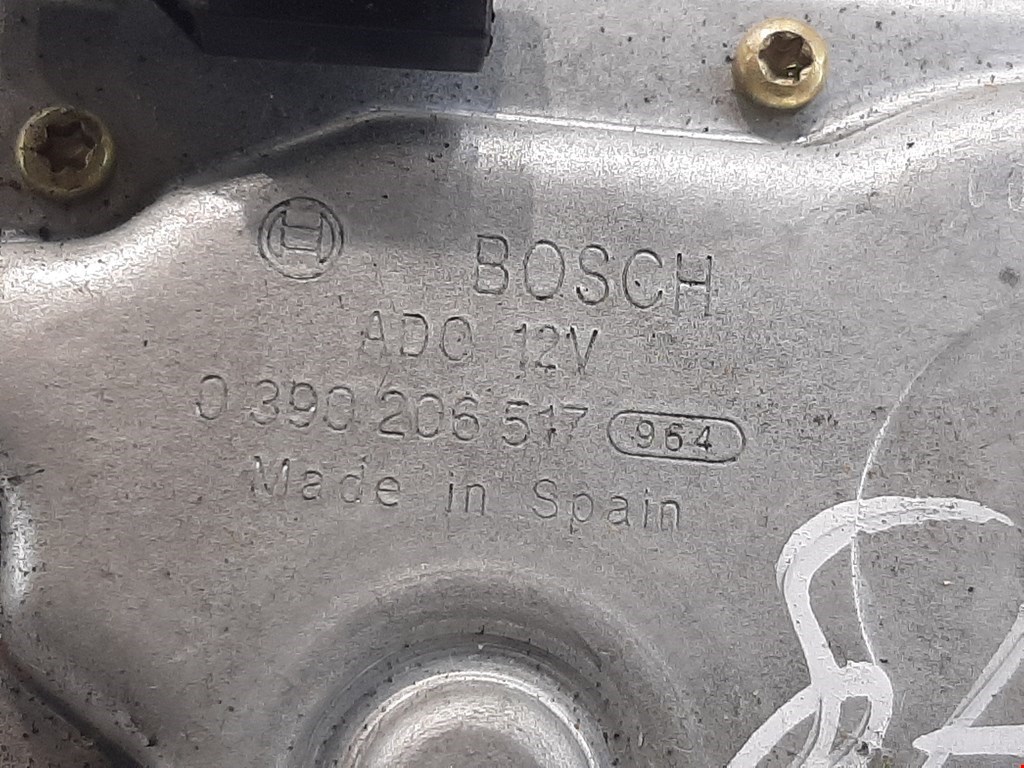 BOSCH
ADO 12V
0 390 206 517 964
Made in Spain